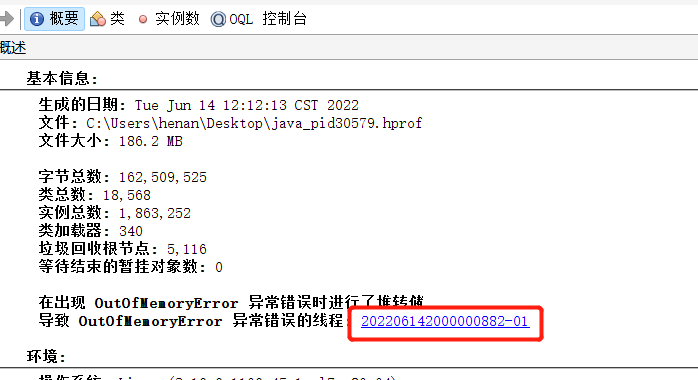 概要 类 实例数 OQL 控制台
概述
基本信息:
生成的日期: Tue Jun 14 12:12:13 CST 2022
文件: C:\Users\henan\Desktop\java_pid30579.hprof
文件大小: 186.2 MB
字节总数: 162,509,525
类总数: 18,568
实例总数: 1,863,252
类加载器: 340
垃圾回收根节点: 5,116
等待结束的暂挂对象数: 0
在出现 OutOfMemoryError 异常错误时进行了堆转储
导致 OutOfMemoryError 异常错误的线程: 202206142000000882-01
环境: